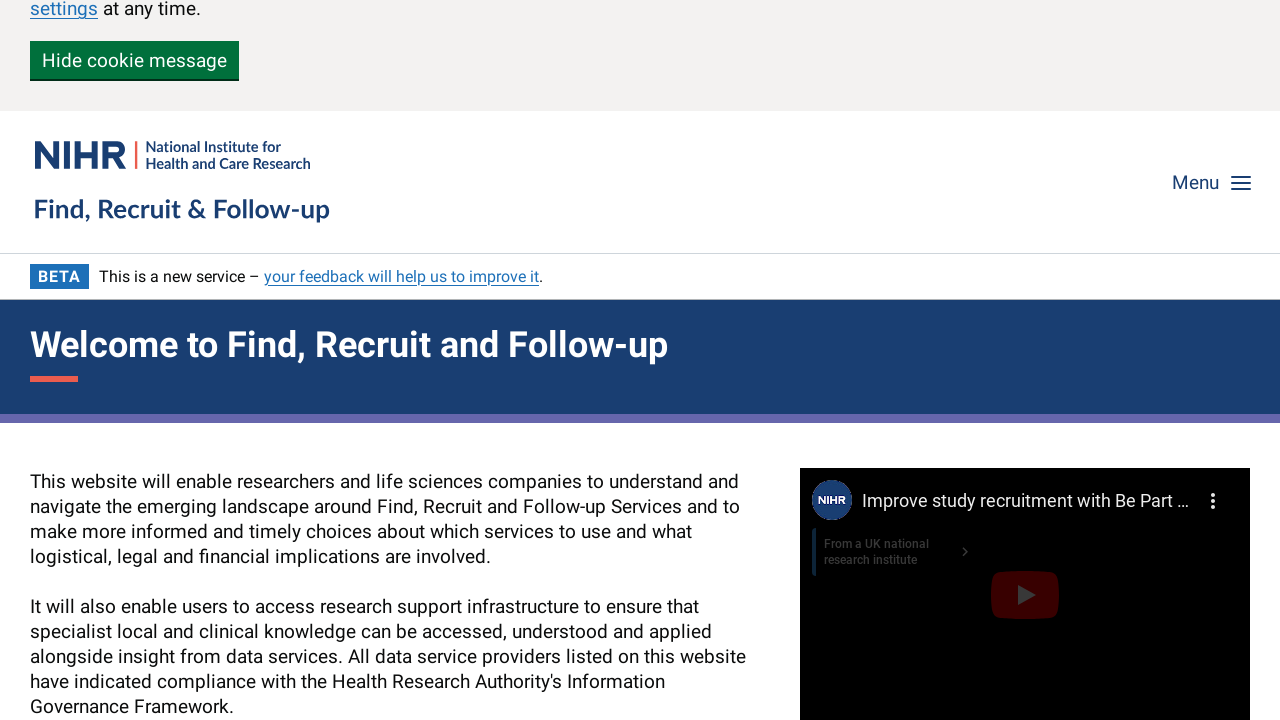 settings at any time.
Hide cookie message
NIHR | National Institute for
Health and Care Research
Find, Recruit & Follow-up
Menu
BETA This is a new service – your feedback will help us to improve it.
Welcome to Find, Recruit and Follow-up
This website will enable researchers and life sciences companies to understand and
navigate the emerging landscape around Find, Recruit and Follow-up Services and to
make more informed and timely choices about which services to use and what
logistical, legal and financial implications are involved.
It will also enable users to access research support infrastructure to ensure that
specialist local and clinical knowledge can be accessed, understood and applied
alongside insight from data services. All data service providers listed on this website
have indicated compliance with the Health Research Authority's Information
Governance Framework.
NIHR Improve study recruitment with Be Part ...
From a UK national
research institute